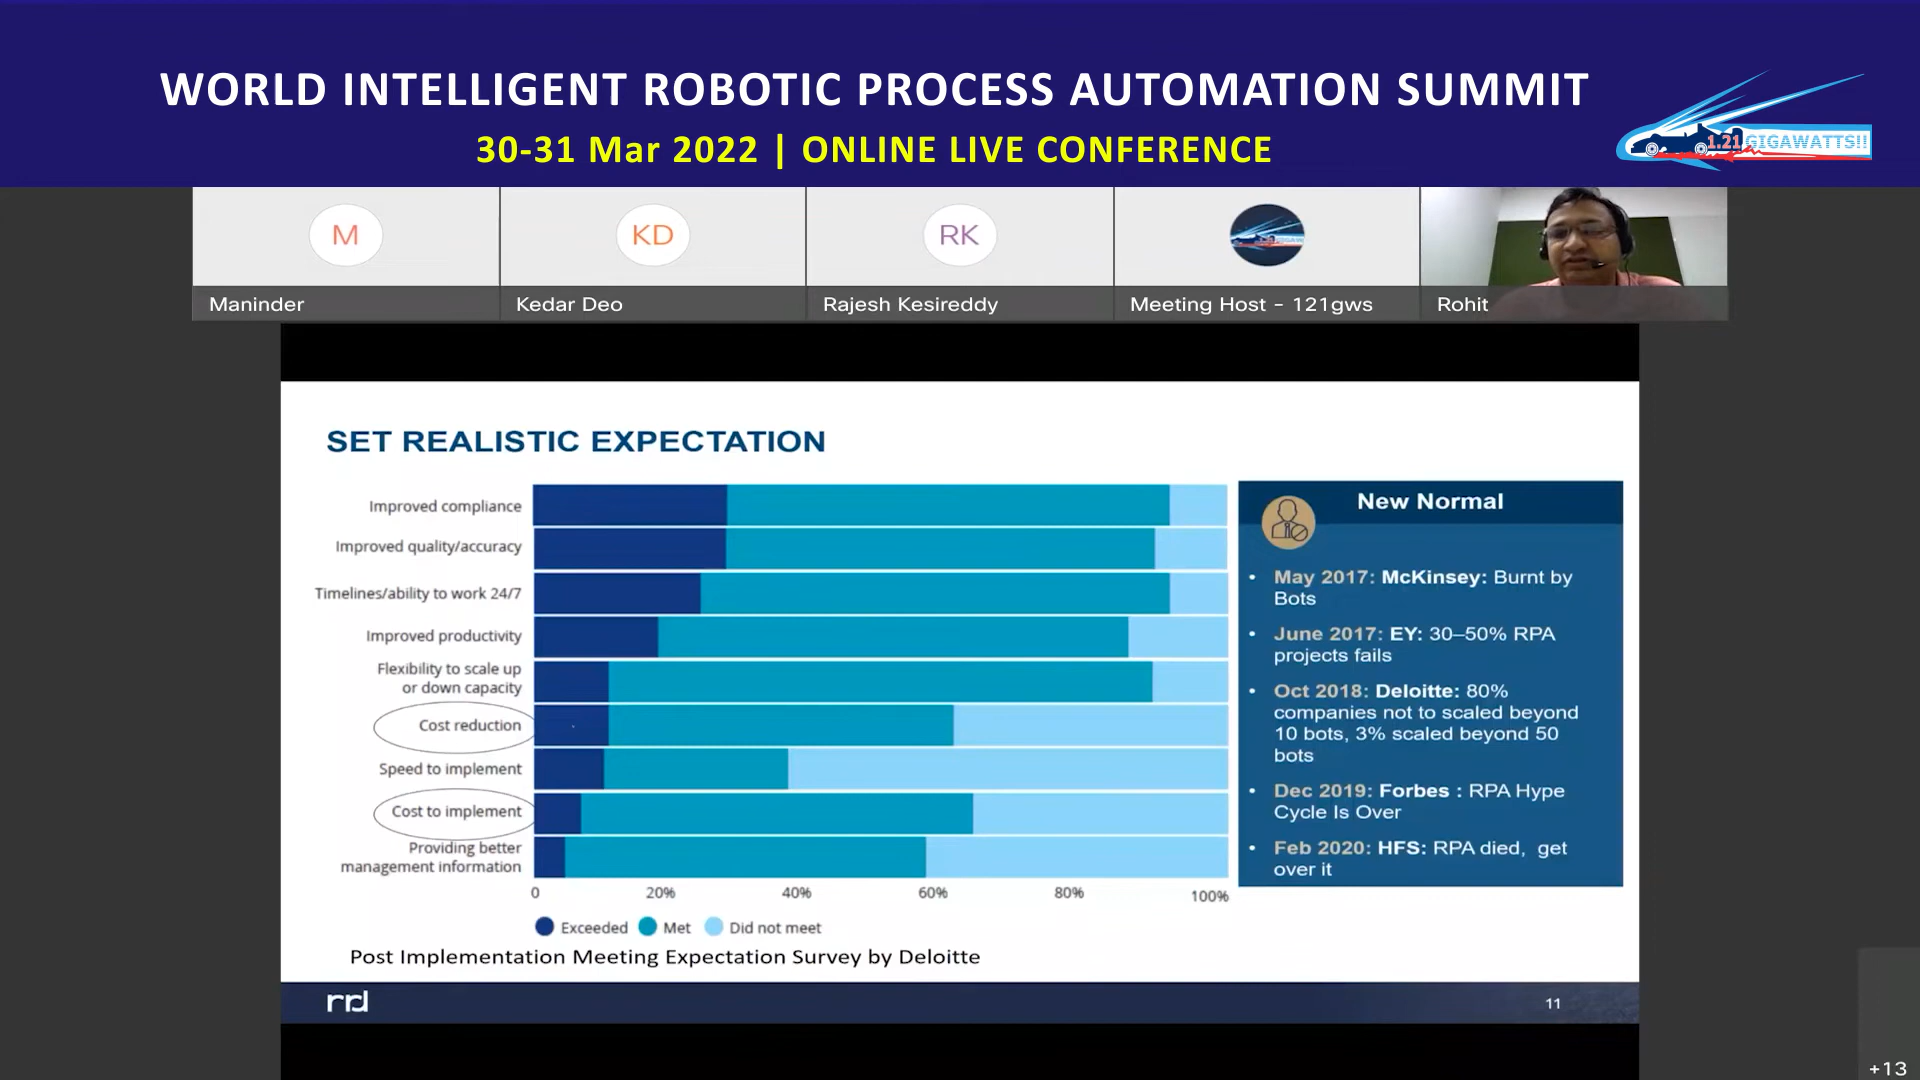 WORLD INTELLIGENT ROBOTIC PROCESS AUTOMATION SUMMIT
30-31 Mar 2022 | ONLINE LIVE CONFERENCE
1.21 GIGAWATTS!!
M
KD
RK
Maninder
Kedar Deo
Rajesh Kesireddy
Meeting Host - 121gws
Rohit
SET REALISTIC EXPECTATION
Improved compliance
Improved quality/accuracy
Timelines/ability to work 24/7
Improved productivity
Flexibility to scale up
or down capacity
Cost reduction
Speed to implement
Cost to implement
Providing better
management information
0 20% 40% 60% 80% 100%
Exceeded Met Did not meet
Post Implementation Meeting Expectation Survey by Deloitte
New Normal
• May 2017: McKinsey: Burnt by
Bots
• June 2017: EY: 30–50% RPA
projects fails
• Oct 2018: Deloitte: 80%
companies not to scaled beyond
10 bots, 3% scaled beyond 50
bots
• Dec 2019: Forbes : RPA Hype
Cycle Is Over
• Feb 2020: HFS: RPA died, get
over it
rrd
11
+13